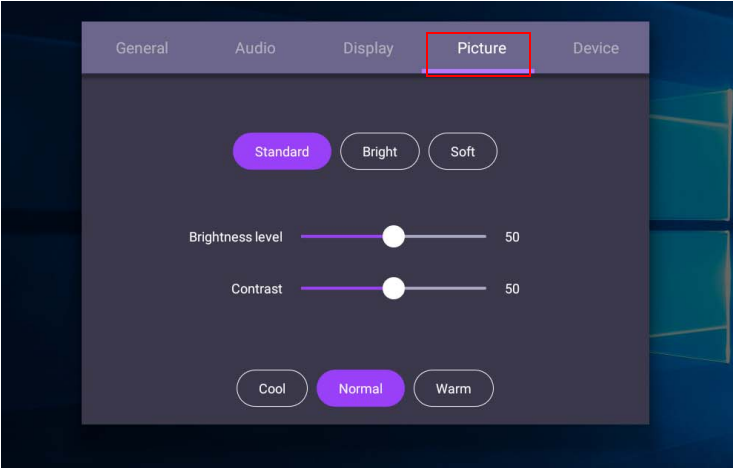 General Audio Display Picture Device
Standard Bright Soft
Brightness level 50
Contrast 50
Cool Normal Warm